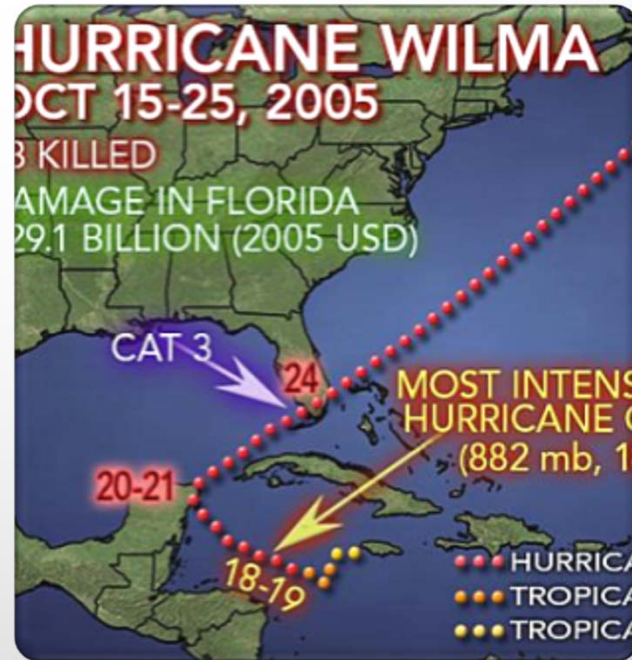 HURRICANE WILMA
OCT 15-25, 2005
KILLED
AMAGE IN FLORIDA
29.1 BILLION (2005 USD)
CAT 3
24
MOST INTENS
HURRICANE
(882 mb, 1
20-21
18-19
HURRICA
TROPICA
TROPICA